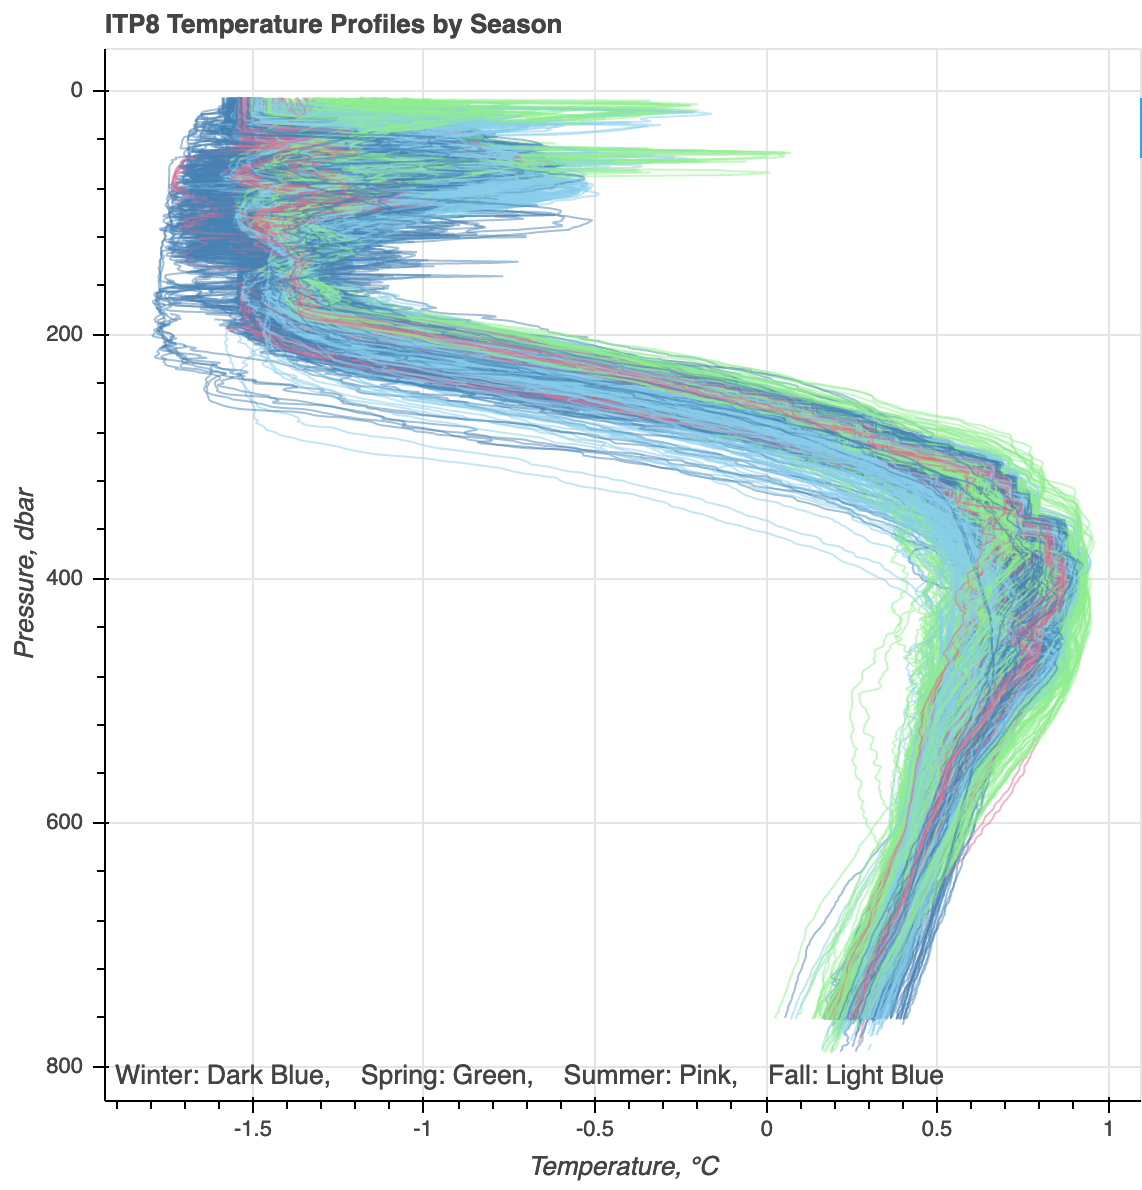 ITP8 Temperature Profiles by Season
0
200
400
600
800
Pressure, dbar
Winter: Dark Blue, Spring: Green, Summer: Pink, Fall: Light Blue
-1.5 -1 -0.5 0 0.5 1
Temperature, °C